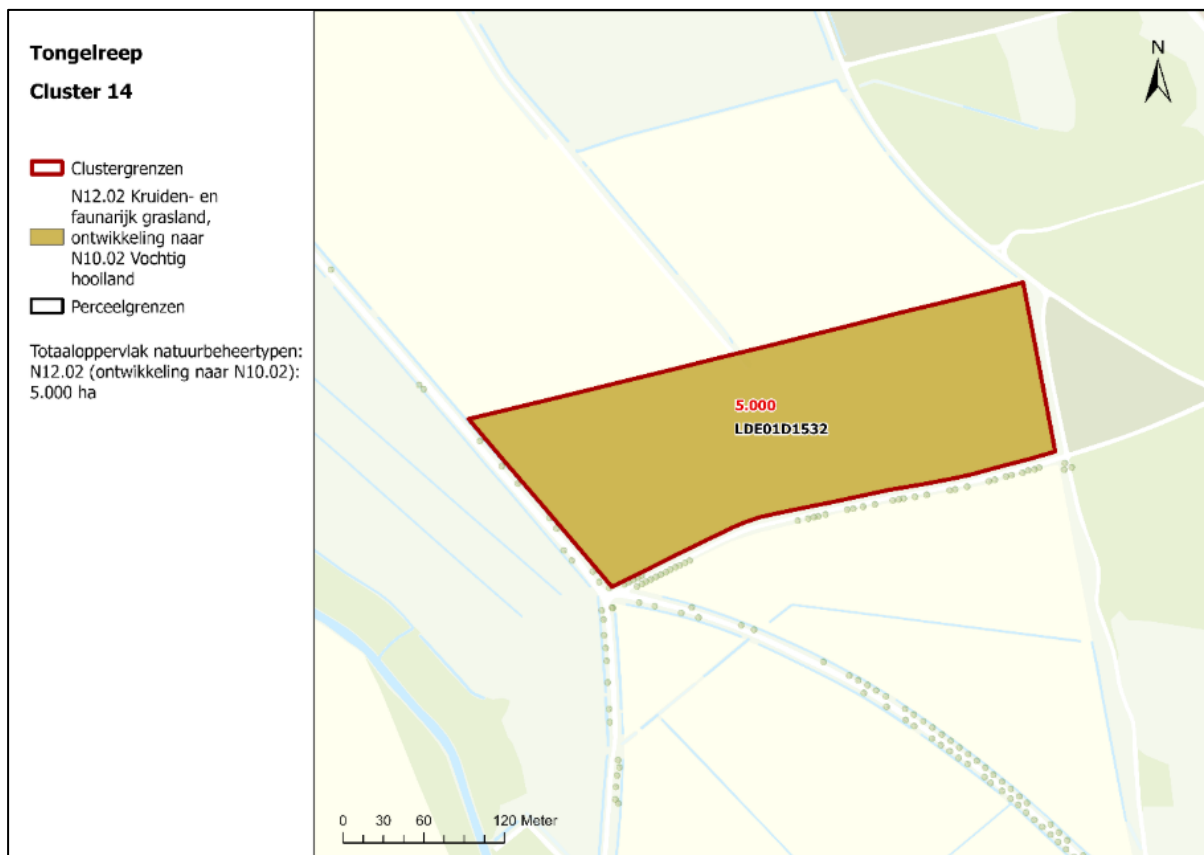 Tongelreep
Cluster 14
Clustergrenzen
N12.02 Kruiden- en
faunarijk grasland,
ontwikkeling naar
N10.02 Vochtig
hoolland
Perceelgrenzen
Totaaloppervlak natuurbeheertypen:
N12.02 (ontwikkeling naar N10.02):
5.000 ha
N
5.000
LDE01D1532
0 30 60 120 Meter